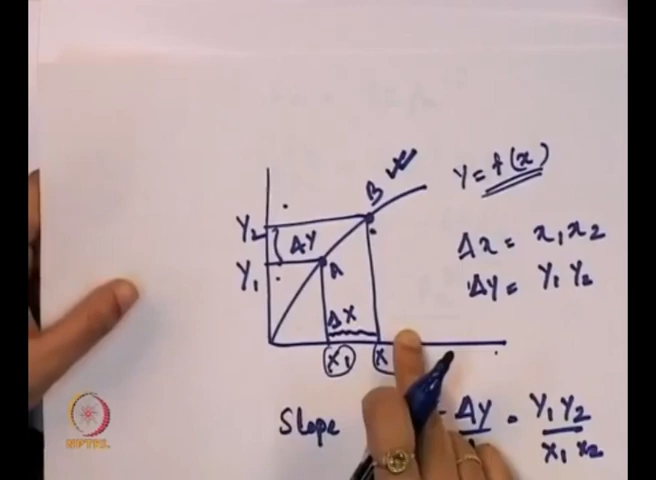 Y = f(x)
B
Y2
ΔY
Y1
A
Δx = x1 x2
ΔY = Y1 Y2
ΔX
X1
X
Slope
ΔY = Y1 Y2
x1 x2
NPTEL